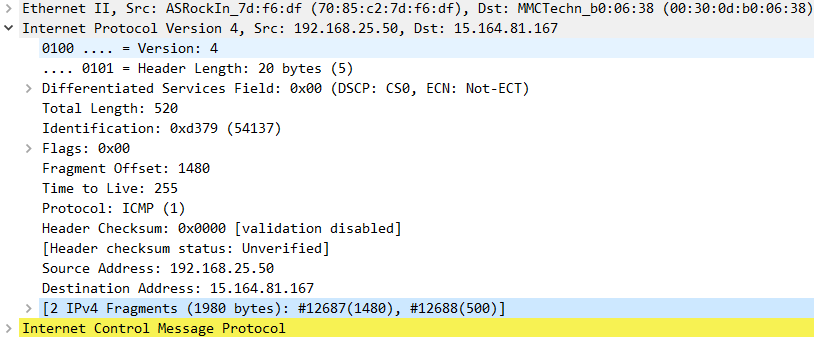 Ethernet II, Src: ASRockIn_7d:f6:df (70:85:c2:7d:f6:df), Dst: MMCTechn_b0:06:38 (00:30:0d:b0:06:38)
Internet Protocol Version 4, Src: 192.168.25.50, Dst: 15.164.81.167
0100 .... = Version: 4
.... 0101 = Header Length: 20 bytes (5)
Differentiated Services Field: 0x00 (DSCP: CS0, ECN: Not-ECT)
Total Length: 520
Identification: 0xd379 (54137)
Flags: 0x00
Fragment Offset: 1480
Time to Live: 255
Protocol: ICMP (1)
Header Checksum: 0x0000 [validation disabled]
[Header checksum status: Unverified]
Source Address: 192.168.25.50
Destination Address: 15.164.81.167
[2 IPv4 Fragments (1980 bytes): #12687(1480), #12688(500)]
Internet Control Message Protocol